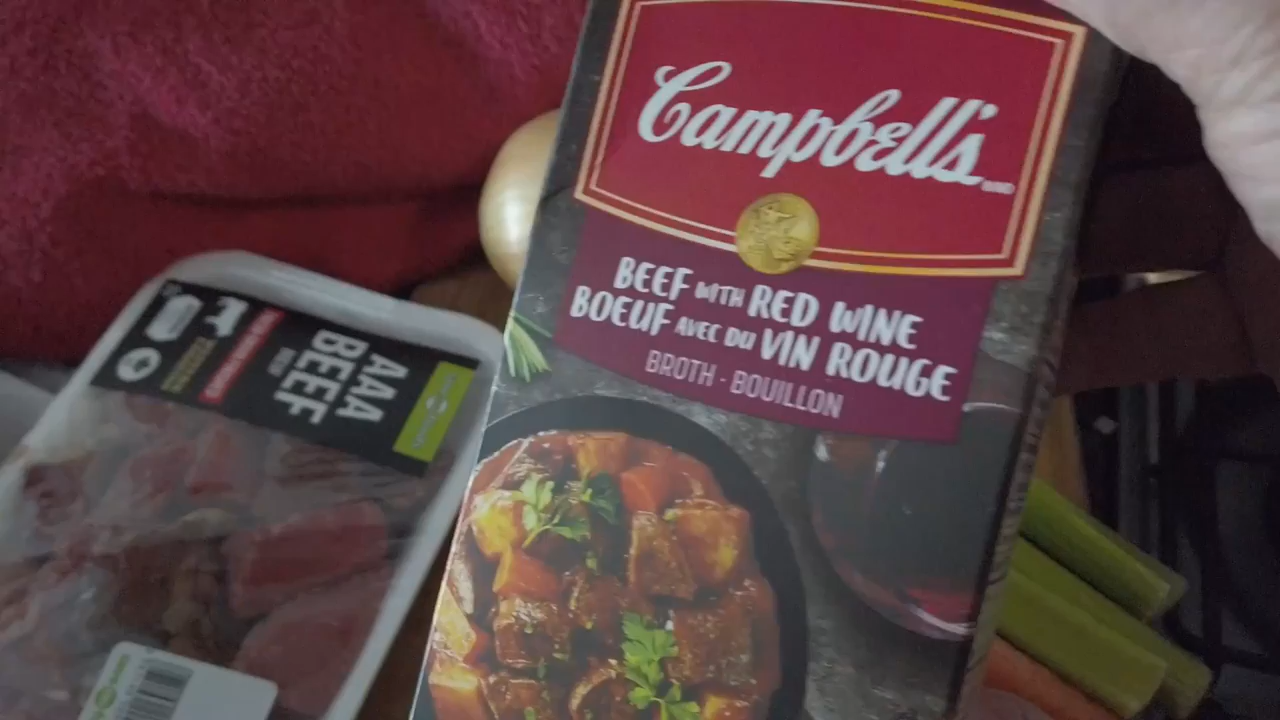 Campbell's
BEEF WITH RED WINE
BOEUF AVEC DU VIN ROUGE
BROTH - BOUILLON
AAA
BEEF